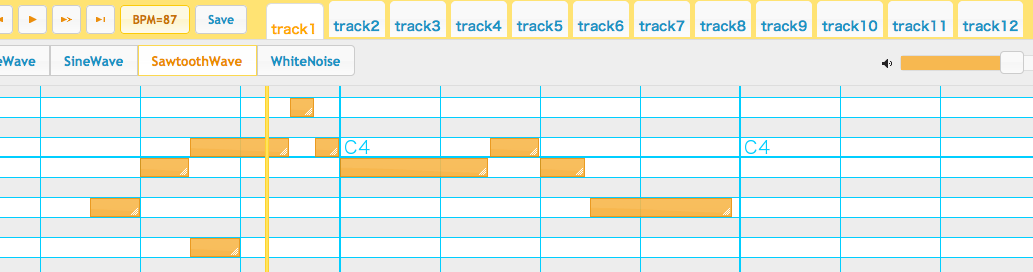 BPM=87 Save track1 track2 track3 track4 track5 track6 track7 track8 track9 track10 track11 track12
eWave SineWave SawtoothWave WhiteNoise
C4 C4